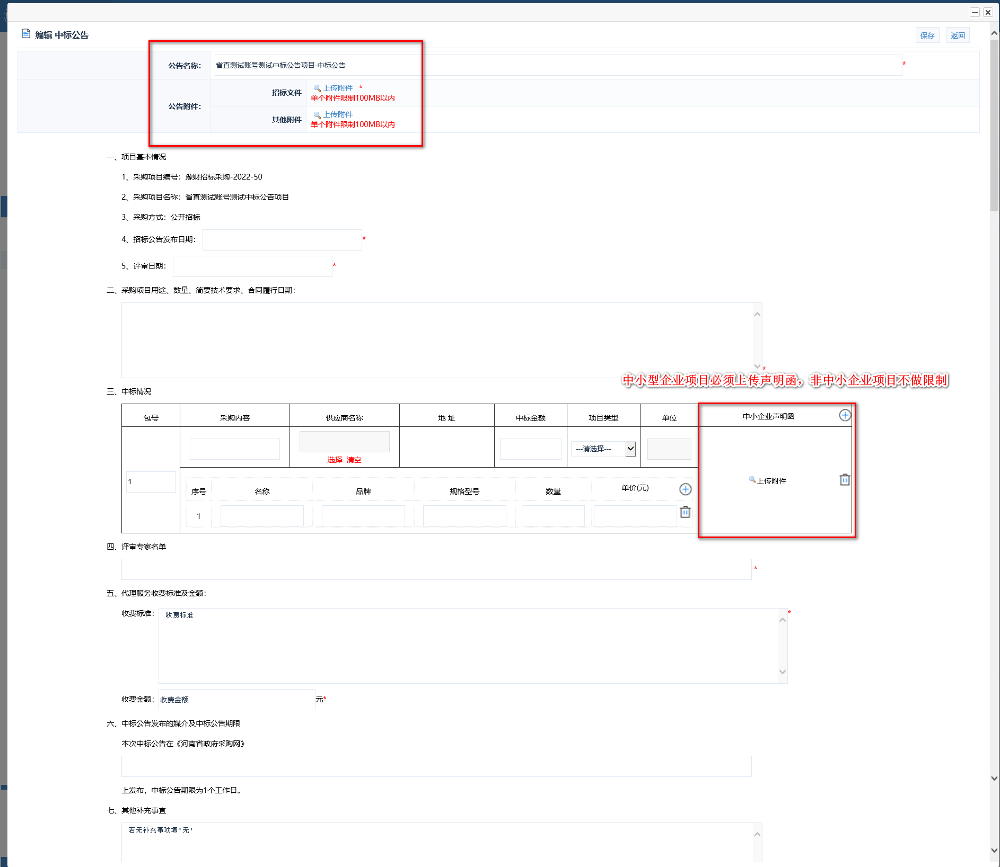 编辑 中标公告
保存 返回
公告名称： 省直测试账号测试中标公告项目-中标公告 *
公告附件：
招标文件 上传附件 *
单个附件限制100MB以内
其他附件 上传附件
单个附件限制100MB以内
一、项目基本情况
1、采购项目编号：豫财招标采购-2022-50
2、采购项目名称：省直测试账号测试中标公告项目
3、采购方式：公开招标
4、招标公告发布日期： *
5、评审日期： *
二、采购项目用途、数量、简要技术要求、合同履行日期：
*
中小型企业项目必须上传声明函，非中小企业项目不做限制
三、中标情况
包号 采购内容 供应商名称 地 址 中标金额 项目类型 单位 中小企业声明函
---请选择---
选择 清空
1
上传附件
序号 名称 品牌 规格型号 数量 单价(元)
1
四、评审专家名单
*
五、代理服务收费标准及金额：
收费标准： 收费标准 *
收费金额： 收费金额 元*
六、中标公告发布的媒介及中标公告期限
本次中标公告在《河南省政府采购网》
上发布，中标公告期限为1个工作日。
七、其他补充事宜
若无补充事项填'无'